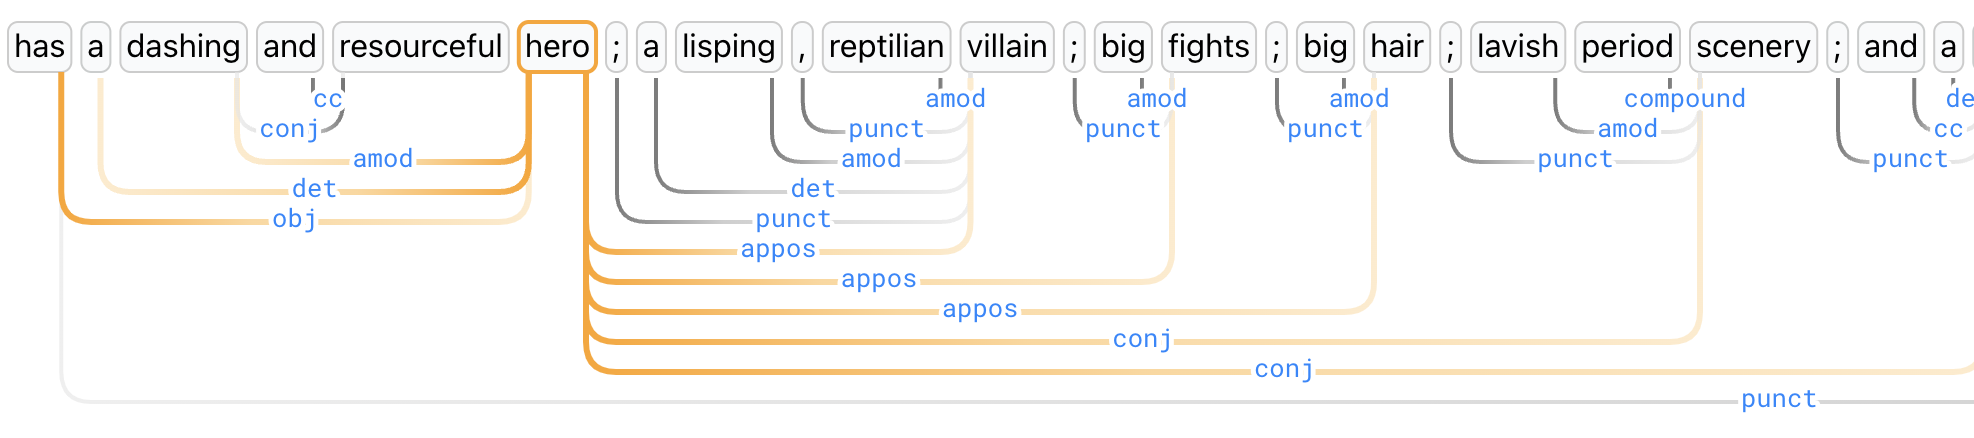 has a dashing and resourceful hero ; a lisping , reptilian villain ; big fights ; big hair ; lavish period scenery ; and a
cc amod amod amod compound de
conj punct punct punct amod cc
amod amod punct punct
det det
obj punct
appos
appos
appos
conj
conj
punct